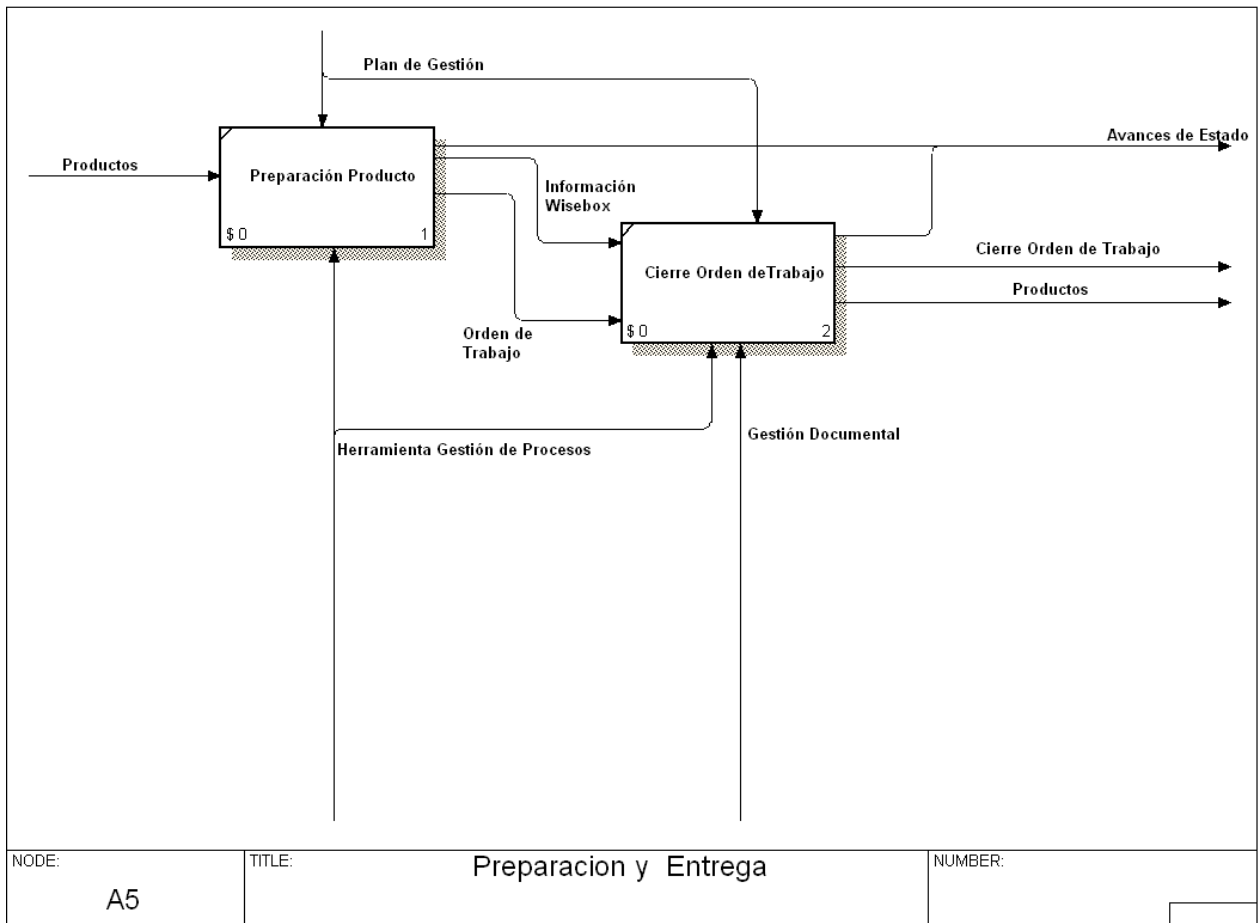 Plan de Gestión
Avances de Estado
Productos
Preparación Producto
$ 0
1
Información
Wisebox
Cierre Orden de Trabajo
Cierre Orden deTrabajo
Productos
$ 0
2
Orden de
Trabajo
Gestión Documental
Herramienta Gestión de Procesos
NODE:
A5
TITLE:
Preparacion y Entrega
NUMBER: